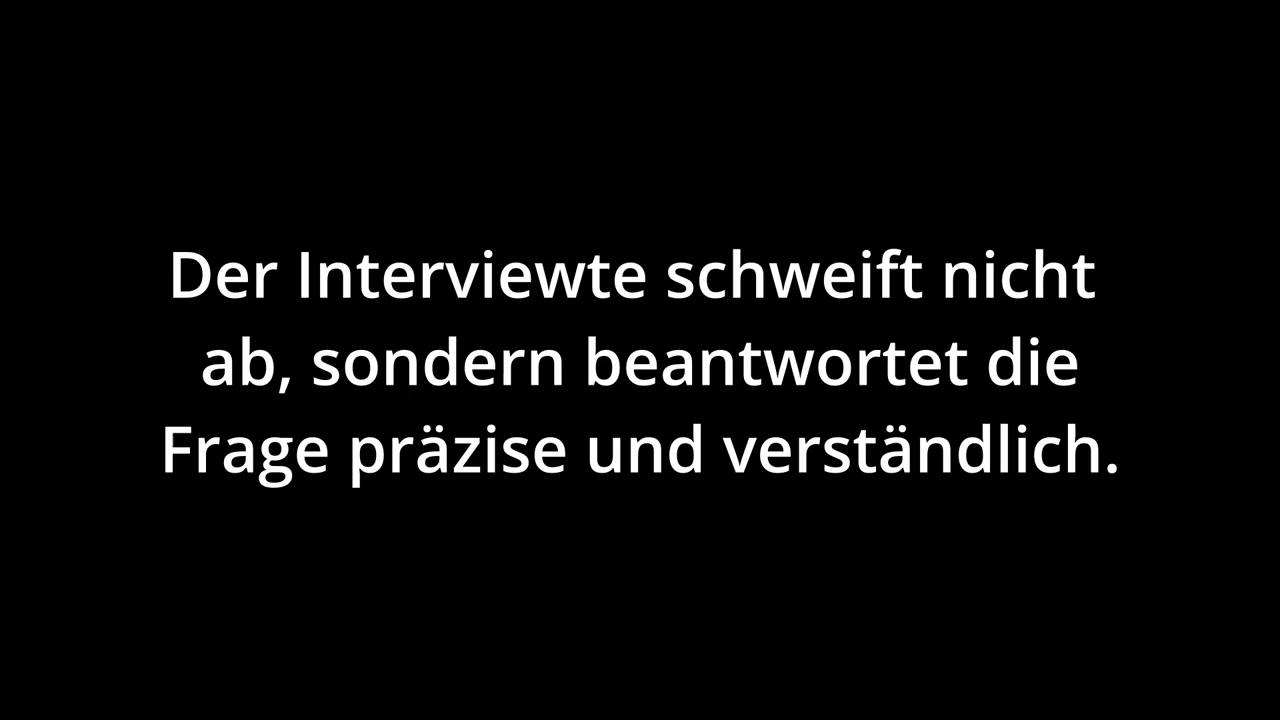 Der Interviewte schweift nicht
ab, sondern beantwortet die
Frage präzise und verständlich.